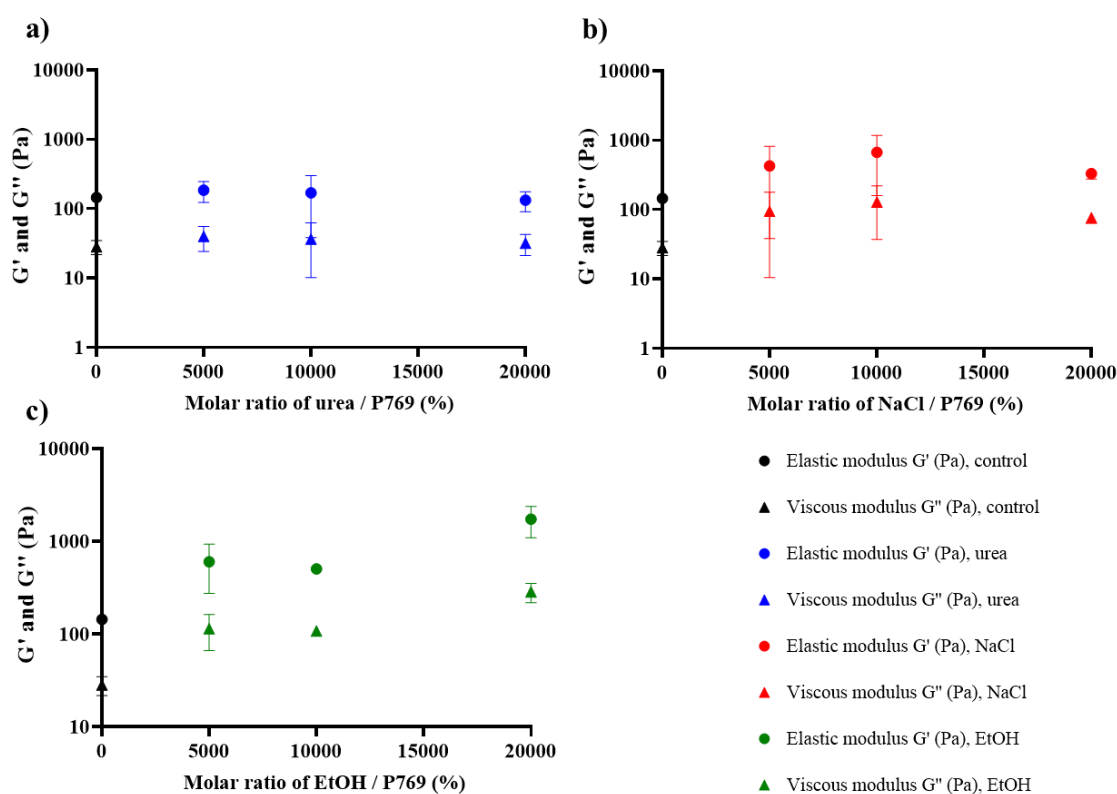 a)
10000
1000
100
10
1
G' and G'' (Pa)
0 5000 10000 15000 20000
Molar ratio of urea / P769 (%)
b)
10000
1000
100
10
1
G' and G'' (Pa)
0 5000 10000 15000 20000
Molar ratio of NaCl / P769 (%)
c)
10000
1000
100
10
G' and G'' (Pa)
0 5000 10000 15000 20000
Molar ratio of EtOH / P769 (%)
Elastic modulus G' (Pa), control
Viscous modulus G'' (Pa), control
Elastic modulus G' (Pa), urea
Viscous modulus G'' (Pa), urea
Elastic modulus G' (Pa), NaCl
Viscous modulus G'' (Pa), NaCl
Elastic modulus G' (Pa), EtOH
Viscous modulus G'' (Pa), EtOH